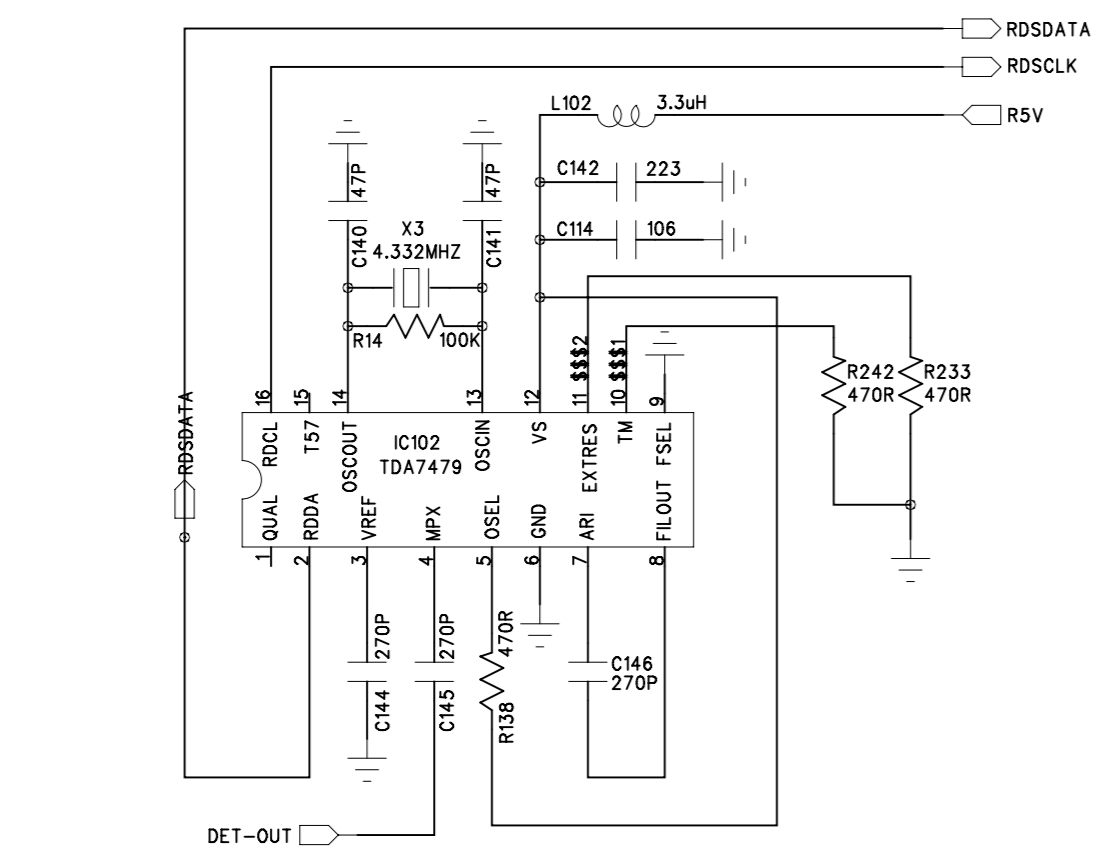 RDSDATA
RDSCLK
L102 3.3uH
R5V
C142 223
C114 106
47P
C140
47P
C141
X3
4.332MHZ
R14 100K
$$$2
$$$1
R242
470R
R233
470R
RDSDATA
16 15 14 13 12 11 10 9
RDCL T57 OSCOUT OSCIN VS EXTRES TM FSEL
IC102
TDA7479
QUAL RDDA VREF MPX OSEL GND ARI FILOUT
1 2 3 4 5 6 7 8
270P
C144
270P
C145
470R
R138
C146
270P
DET-OUT